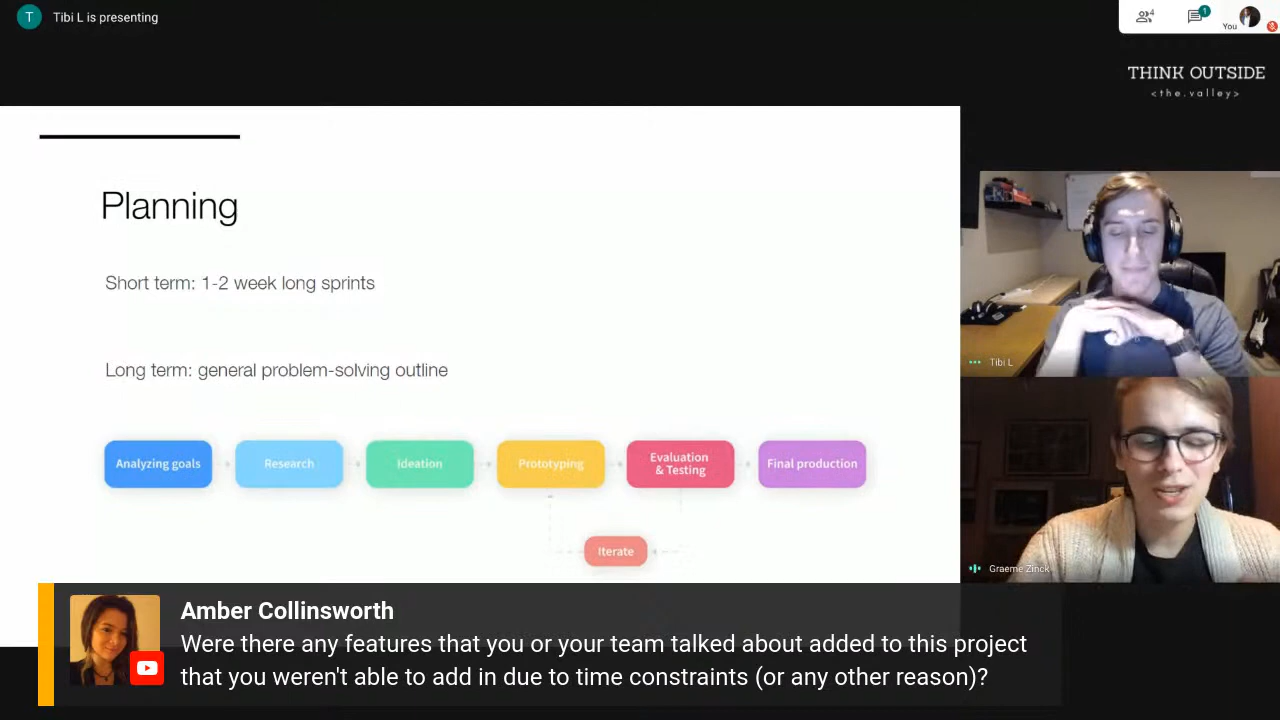 T
Tibi L is presenting
4
1
You
THINK OUTSIDE
<the.valley>
Planning
Short term: 1-2 week long sprints
Long term: general problem-solving outline
Analyzing goals
Research
Ideation
Prototyping
Evaluation
& Testing
Final production
Iterate
Tibi L
Graeme Zinck
Amber Collinsworth
Were there any features that you or your team talked about added to this project
that you weren't able to add in due to time constraints (or any other reason)?